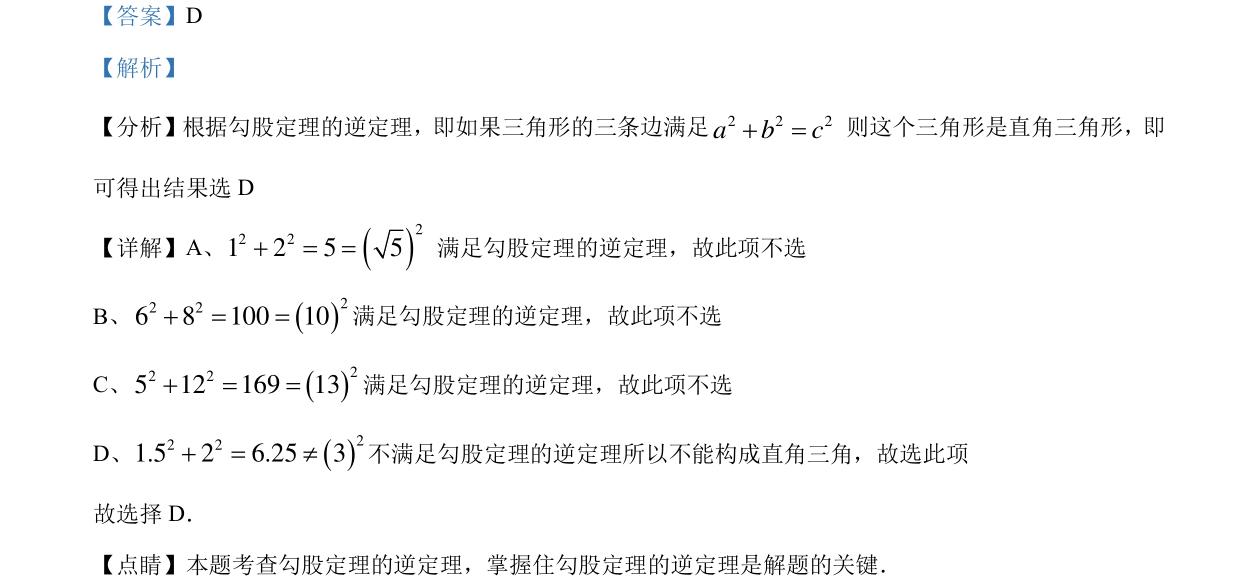 【答案】D
【解析】
【分析】根据勾股定理的逆定理，即如果三角形的三条边满足 a² + b² = c² 则这个三角形是直角三角形，即
可得出结果选 D
【详解】A、1² + 2² = 5 = (√5)² 满足勾股定理的逆定理，故此项不选
B、6² + 8² = 100 = (10)² 满足勾股定理的逆定理，故此项不选
C、5² + 12² = 169 = (13)² 满足勾股定理的逆定理，故此项不选
D、1.5² + 2² = 6.25 ≠ (3)² 不满足勾股定理的逆定理所以不能构成直角三角，故选此项
故选择 D．
【点睛】本题考查勾股定理的逆定理，掌握住勾股定理的逆定理是解题的关键．